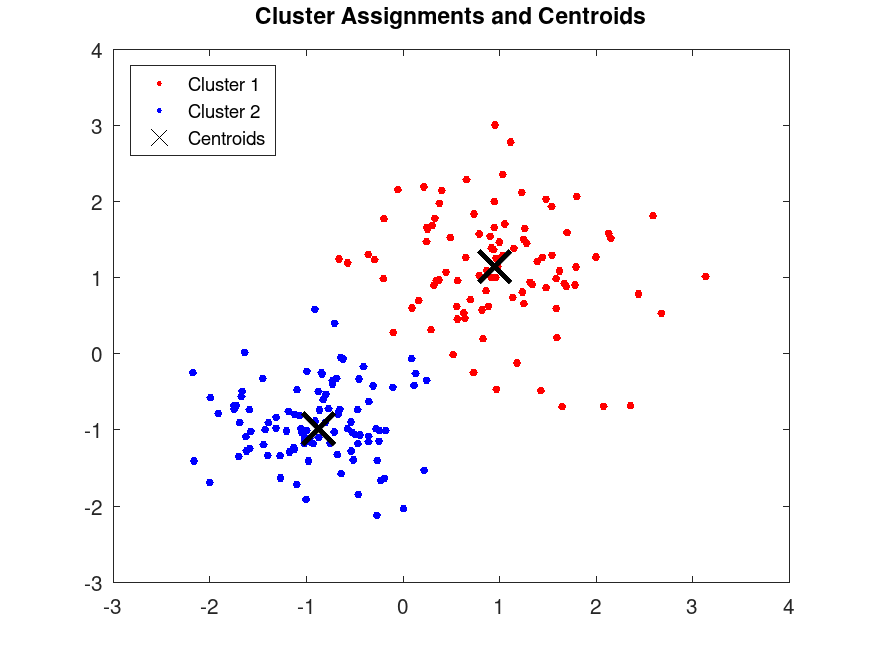 Cluster Assignments and Centroids
4
3
2
1
0
-1
-2
-3
Cluster 1
Cluster 2
Centroids
-3 -2 -1 0 1 2 3 4